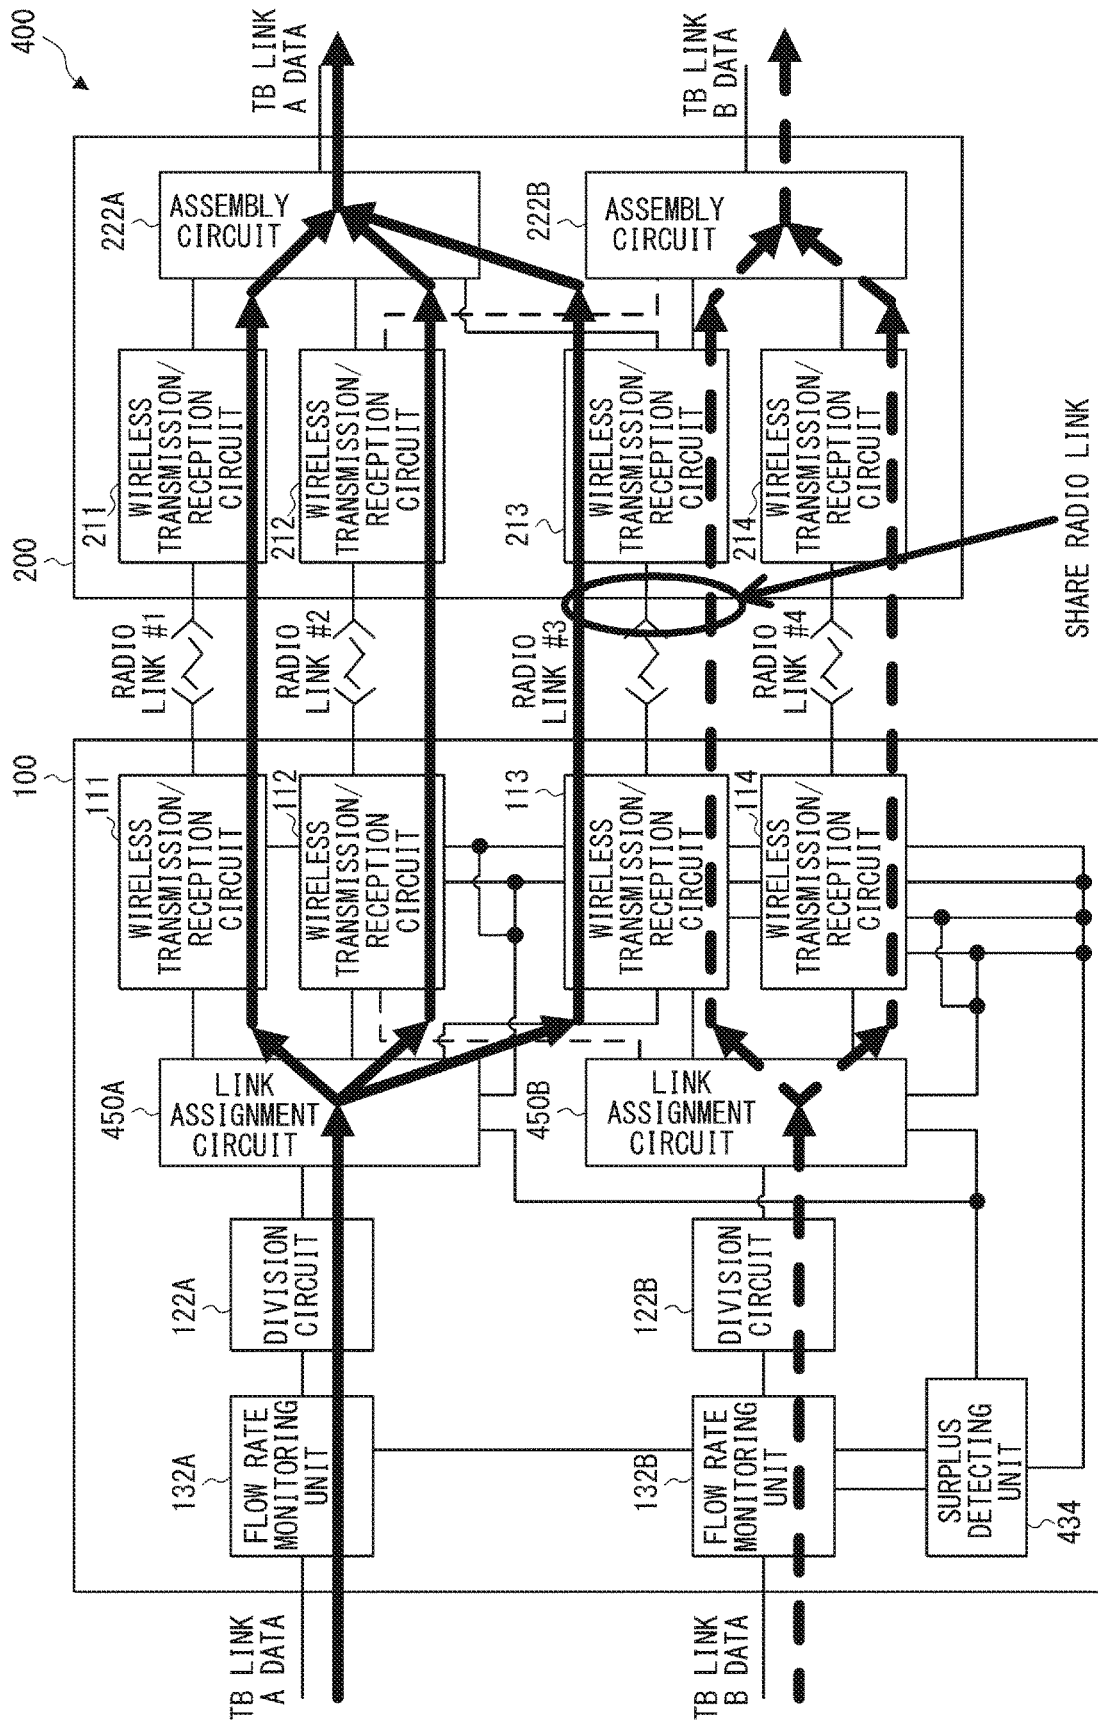 400
TB LINK
A DATA
TB LINK
B DATA
222A
ASSEMBLY
CIRCUIT
222B
ASSEMBLY
CIRCUIT
200
211
WIRELESS
TRANSMISSION/
RECEPTION
CIRCUIT
212
WIRELESS
TRANSMISSION/
RECEPTION
CIRCUIT
213
WIRELESS
TRANSMISSION/
RECEPTION
CIRCUIT
214
WIRELESS
TRANSMISSION/
RECEPTION
CIRCUIT
SHARE RADIO LINK
RADIO
LINK #1
RADIO
LINK #2
RADIO
LINK #3
RADIO
LINK #4
100
111
WIRELESS
TRANSMISSION/
RECEPTION
CIRCUIT
112
WIRELESS
TRANSMISSION/
RECEPTION
CIRCUIT
113
WIRELESS
TRANSMISSION/
RECEPTION
CIRCUIT
114
WIRELESS
TRANSMISSION/
RECEPTION
CIRCUIT
450A
LINK
ASSIGNMENT
CIRCUIT
450B
LINK
ASSIGNMENT
CIRCUIT
122A
DIVISION
CIRCUIT
122B
DIVISION
CIRCUIT
132A
FLOW RATE
MONITORING
UNIT
132B
FLOW RATE
MONITORING
UNIT
SURPLUS
DETECTING
UNIT
434
TB LINK
A DATA
TB LINK
B DATA